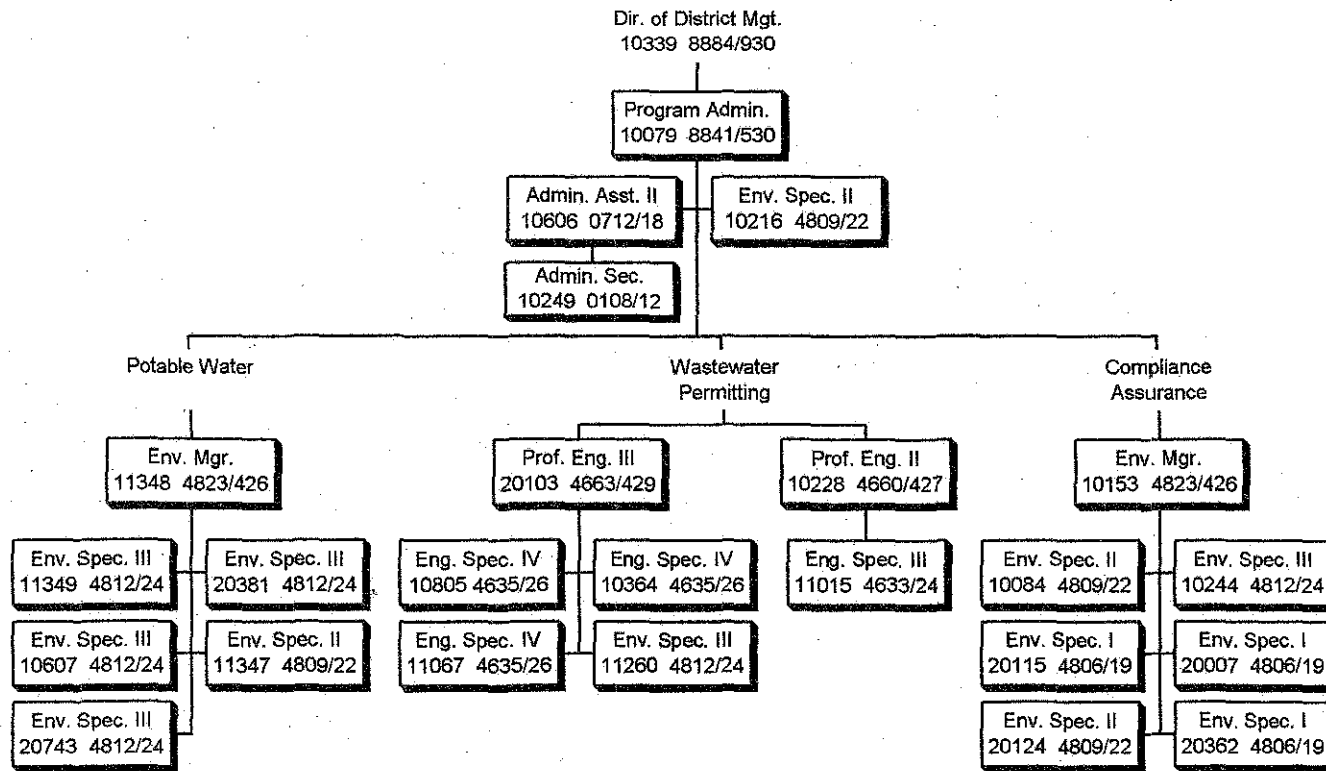 Dir. of District Mgt.
10339 8884/930
Program Admin.
10079 8841/530
Admin. Asst. II
10606 0712/18
Env. Spec. II
10216 4809/22
Admin. Sec.
10249 0108/12
Potable Water
Wastewater
Permitting
Compliance
Assurance
Env. Mgr.
11348 4823/426
Prof. Eng. III
20103 4663/429
Prof. Eng. II
10228 4660/427
Env. Mgr.
10153 4823/426
Env. Spec. III
11349 4812/24
Env. Spec. III
20381 4812/24
Eng. Spec. IV
10805 4635/26
Eng. Spec. IV
10364 4635/26
Eng. Spec. III
11015 4633/24
Env. Spec. II
10084 4809/22
Env. Spec. III
10244 4812/24
Env. Spec. III
10607 4812/24
Env. Spec. II
11347 4809/22
Eng. Spec. IV
11067 4635/26
Env. Spec. III
11260 4812/24
Env. Spec. I
20115 4806/19
Env. Spec. I
20007 4806/19
Env. Spec. III
20743 4812/24
Env. Spec. II
20124 4809/22
Env. Spec. I
20362 4806/19